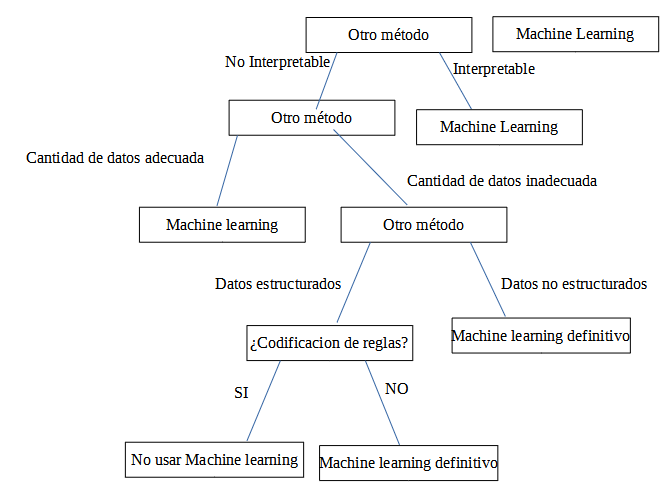 Otro método
Machine Learning
No Interpretable
Interpretable
Otro método
Machine Learning
Cantidad de datos adecuada
Cantidad de datos inadecuada
Machine learning
Otro método
Datos estructurados
Datos no estructurados
¿Codificacion de reglas?
Machine learning definitivo
SI
NO
No usar Machine learning
Machine learning definitivo